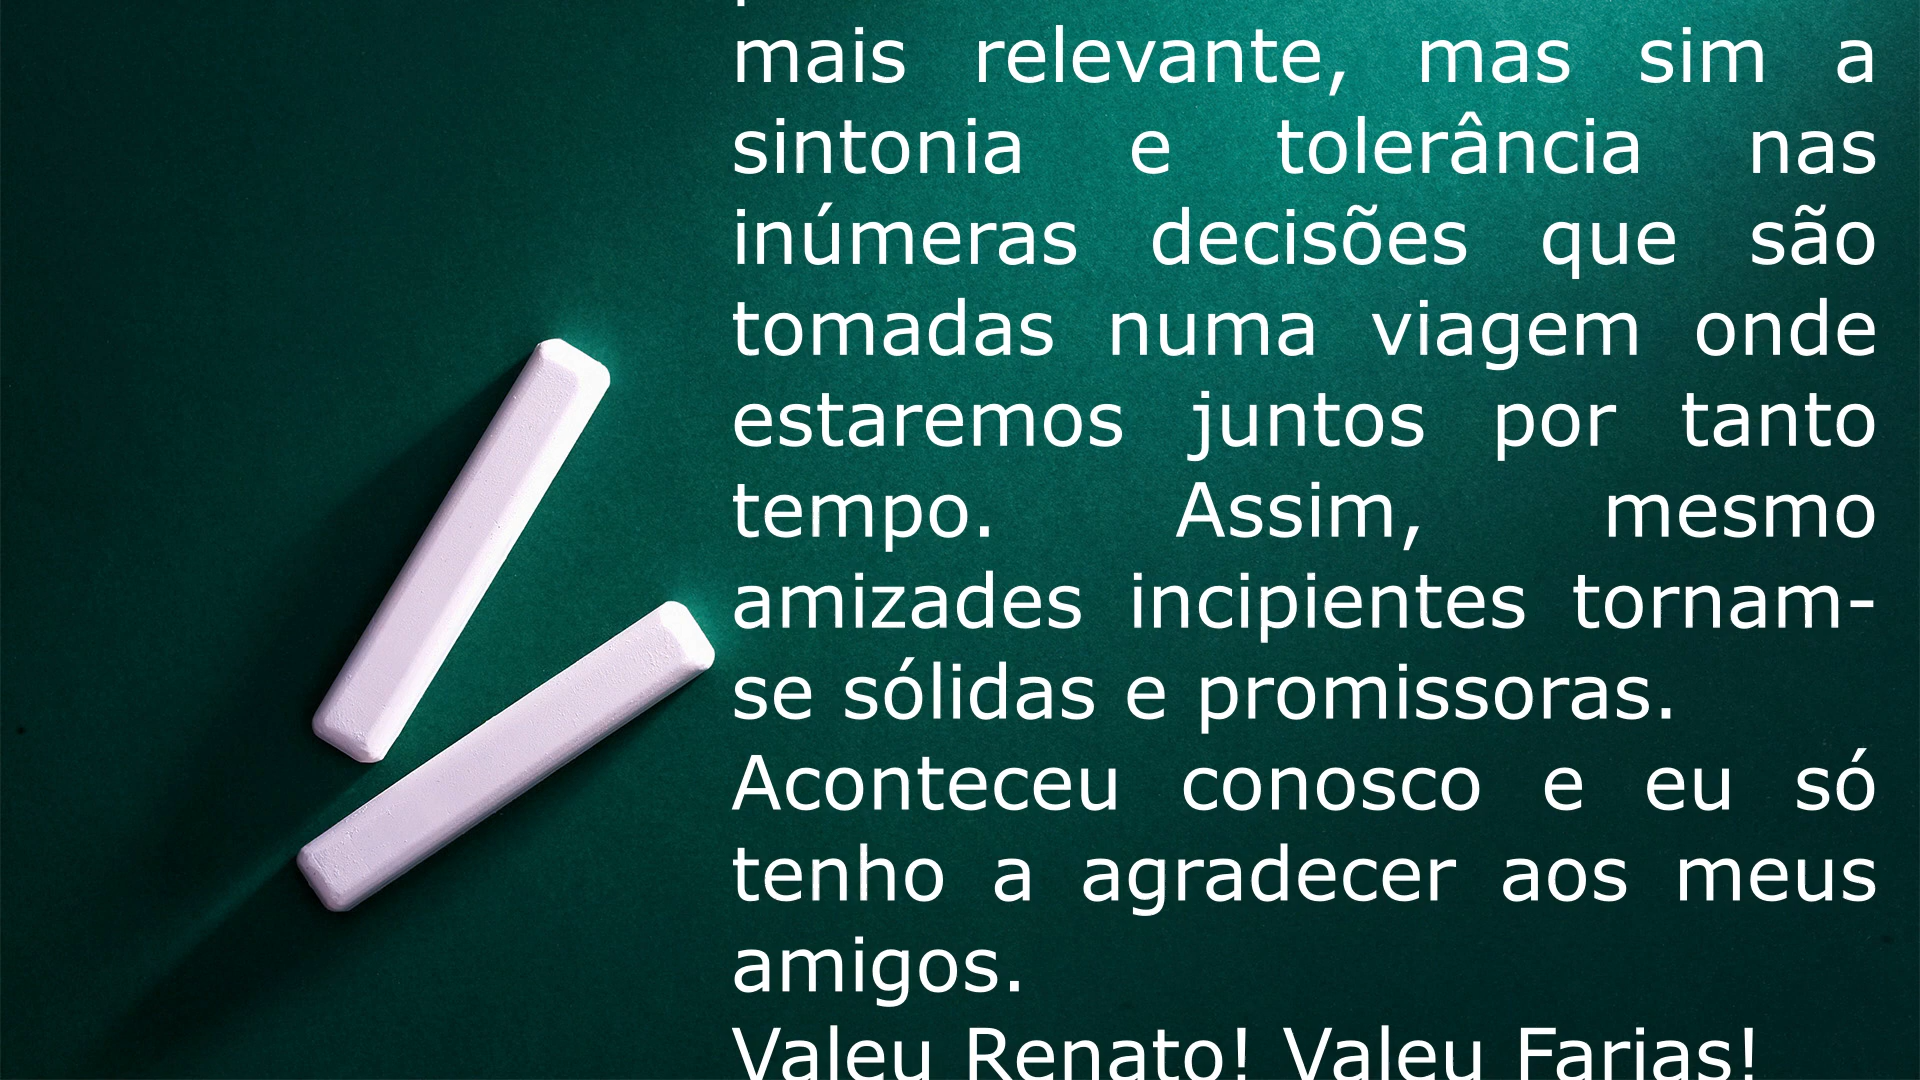 mais relevante, mas sim a
sintonia e tolerância nas
inúmeras decisões que são
tomadas numa viagem onde
estaremos juntos por tanto
tempo. Assim, mesmo
amizades incipientes tornam-
se sólidas e promissoras.
Aconteceu conosco e eu só
tenho a agradecer aos meus
amigos.
Valeu Renato! Valeu Farias!